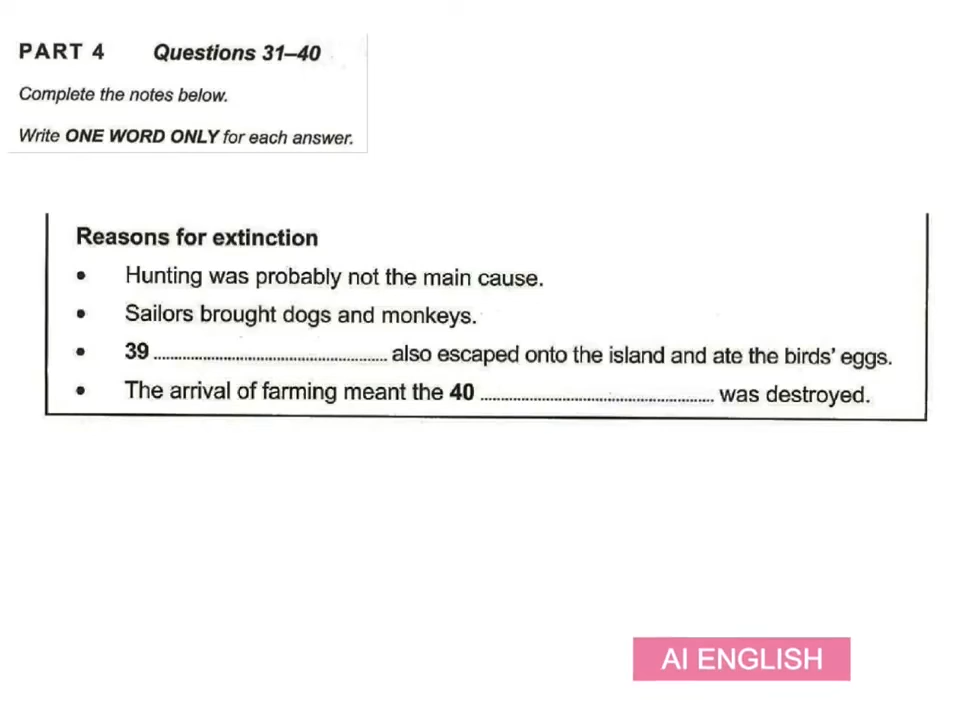 PART 4 Questions 31–40
Complete the notes below.
Write ONE WORD ONLY for each answer.
Reasons for extinction
• Hunting was probably not the main cause.
• Sailors brought dogs and monkeys.
• 39 ........................ also escaped onto the island and ate the birds’ eggs.
• The arrival of farming meant the 40 ........................ was destroyed.
AI ENGLISH